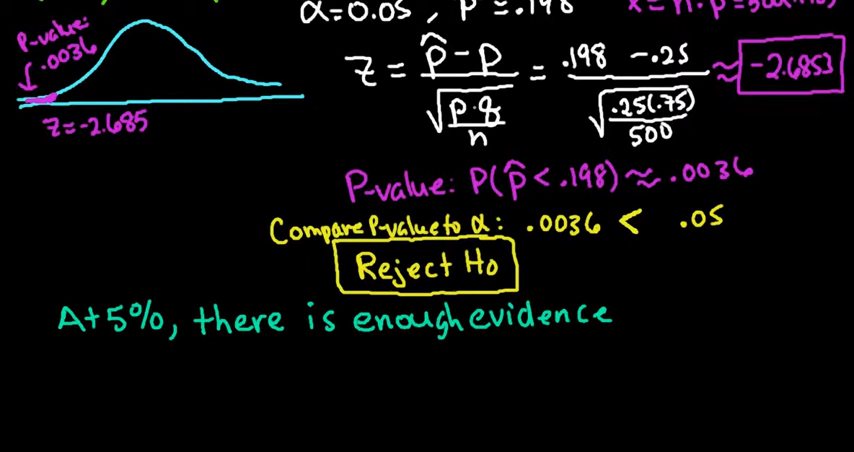 α=0.05, p̂ = .198
P-value:
.0036
Z = p̂ - p / √(p·q/n) = .198 - .25 / √(.25(.75)/500) ≈ -2.6853
Z=-2.685
P-value: P(p̂ < .198) ≈ .0036
Compare P-value to α: .0036 < .05
Reject Ho
At 5%, there is enough evidence